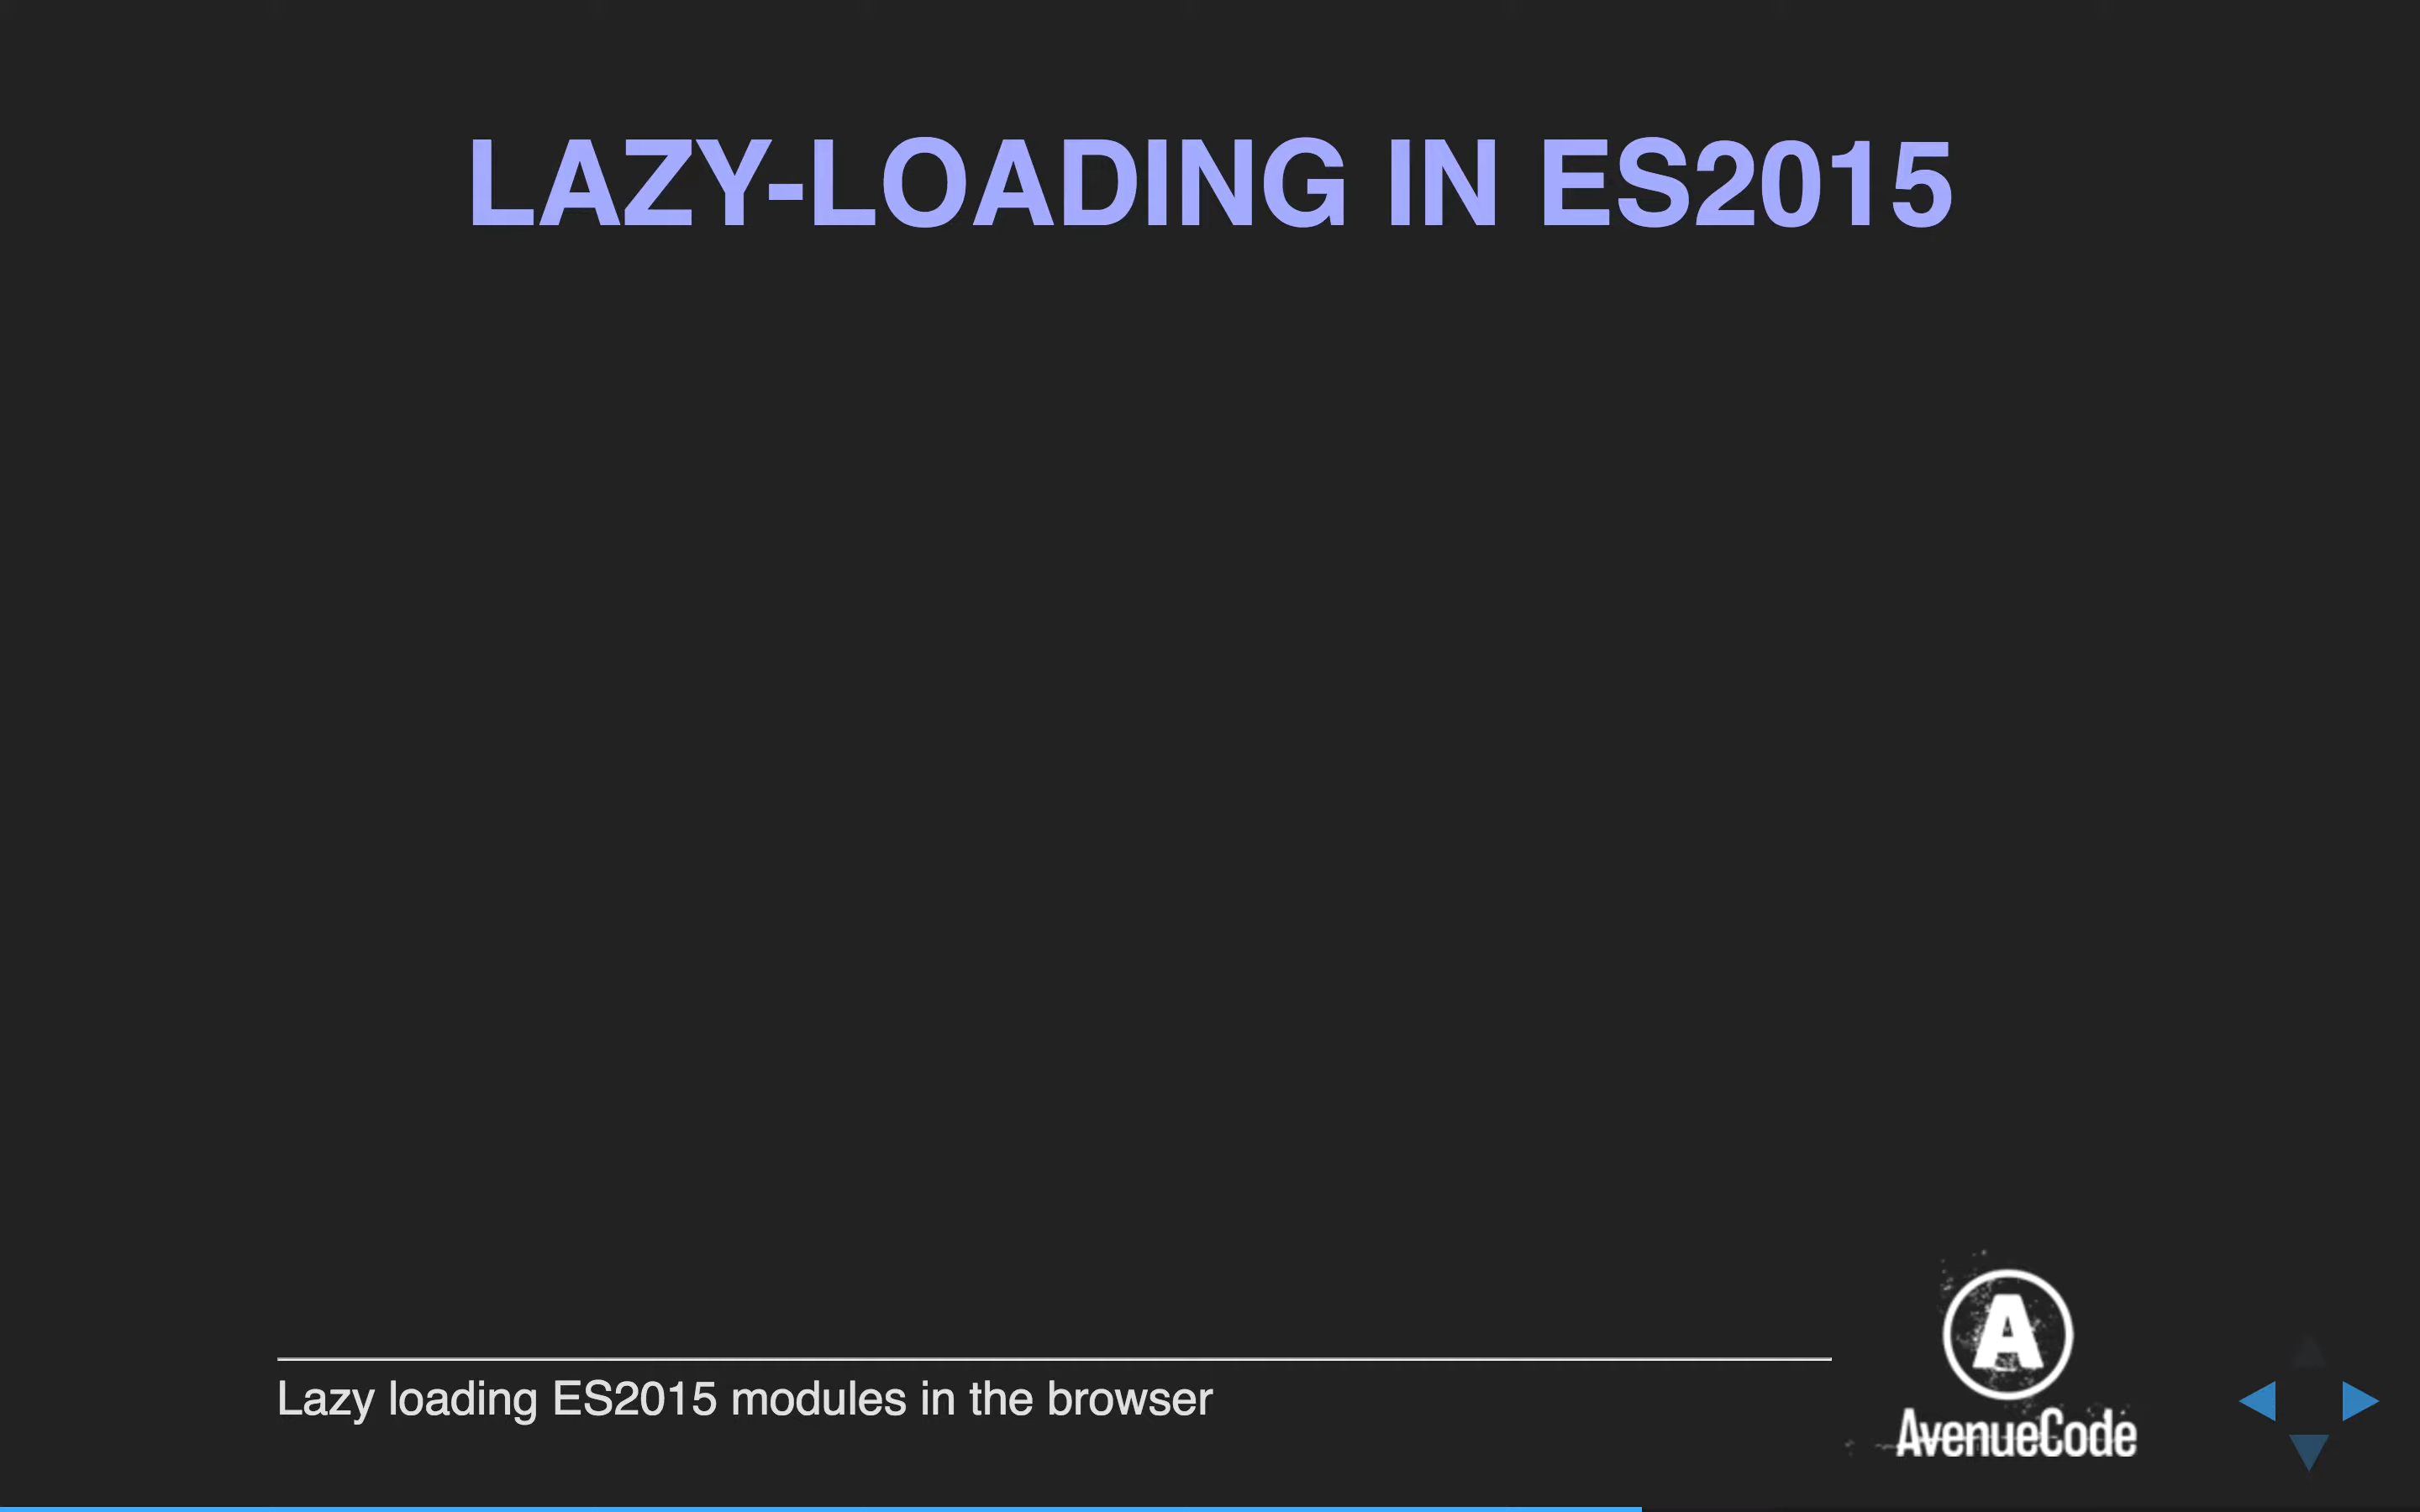 LAZY-LOADING IN ES2015
Lazy loading ES2015 modules in the browser
A
AvenueCode